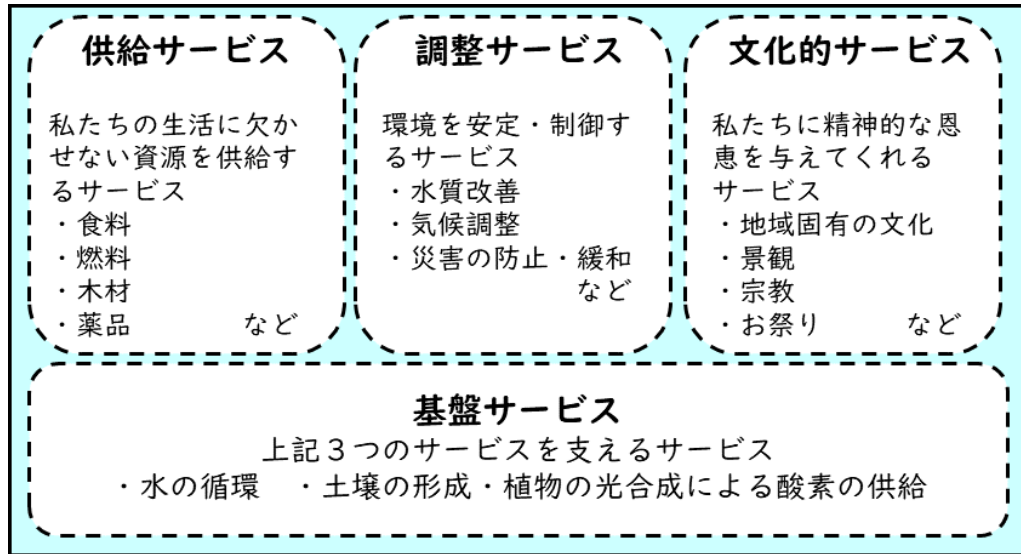 供給サービス
私たちの生活に欠か
せない資源を供給す
るサービス
・食料
・燃料
・木材
・薬品　　　　など
調整サービス
環境を安定・制御す
るサービス
・水質改善
・気候調整
・災害の防止・緩和
など
文化的サービス
私たちに精神的な恩
恵を与えてくれる
サービス
・地域固有の文化
・景観
・宗教
・お祭り　　　など
基盤サービス
上記３つのサービスを支えるサービス
・水の循環　・土壌の形成・植物の光合成による酸素の供給